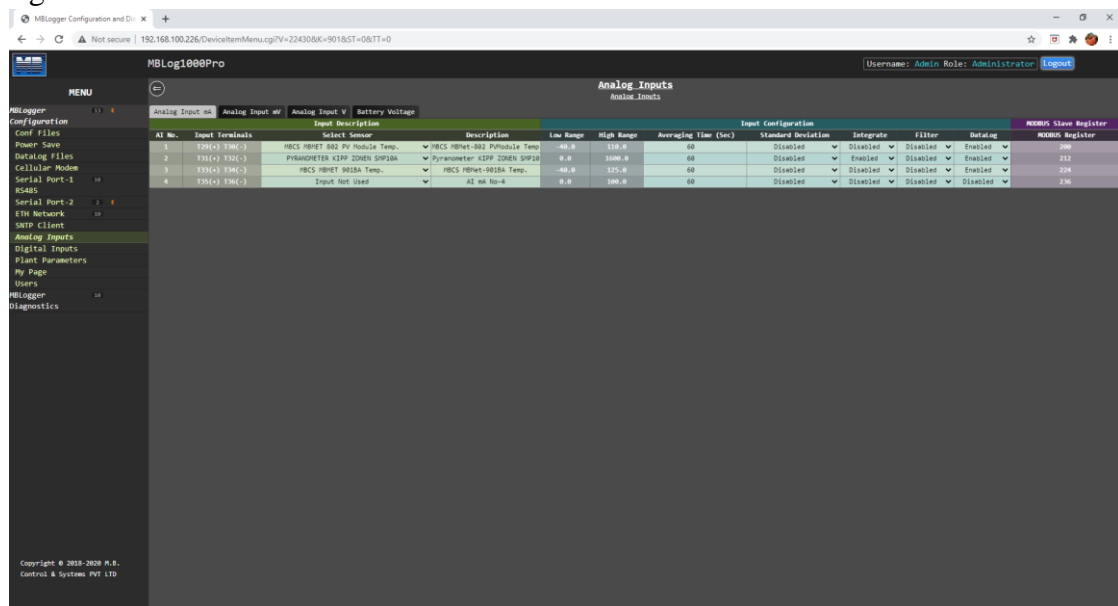 MBLogger Configuration and Di
Not secure | 192.168.100.226/DeviceItemMenu.cgi?V=22430&K=901&ST=0&TT=0
MBLog1000Pro
Username: Admin Role: Administrator Logout
MENU
Analog Inputs
Analog Inputs
MBLogger Configuration 13
Conf Files
Power Save
DataLog Files
Cellular Modem
Serial Port-1 RS485 10
Serial Port-2 2
ETH Network 10
SNTP Client
Analog Inputs
Digital Inputs
Plant Parameters
My Page
Users
MBLogger Diagnostics 10
Analog Input mA Analog Input mV Analog Input V Battery Voltage
Input Description Input Configuration MODBUS Slave Register
AI No. Input Terminals Select Sensor Description Low Range High Range Averaging Time (Sec) Standard Deviation Integrate Filter DataLog MODBUS Register
1 T29(+) T30(-) MBCS MBMET 802 PV Module Temp. MBCS MBMet-802 PVModule Temp -40.0 110.0 60 Disabled Disabled Disabled Enabled 200
2 T31(+) T32(-) PYRANOMETER KIPP ZONEN SMP10A Pyranometer KIPP ZONEN SMP10 0.0 1600.0 60 Disabled Enabled Disabled Enabled 212
3 T33(+) T34(-) MBCS MBMET 901BA Temp. MBCS MBMet-901BA Temp. -40.0 125.0 60 Disabled Disabled Disabled Enabled 224
4 T35(+) T36(-) Input Not Used AI mA No-4 0.0 100.0 60 Disabled Disabled Disabled Disabled 236
Copyright © 2018-2020 M.B.
Control & Systems PVT LTD